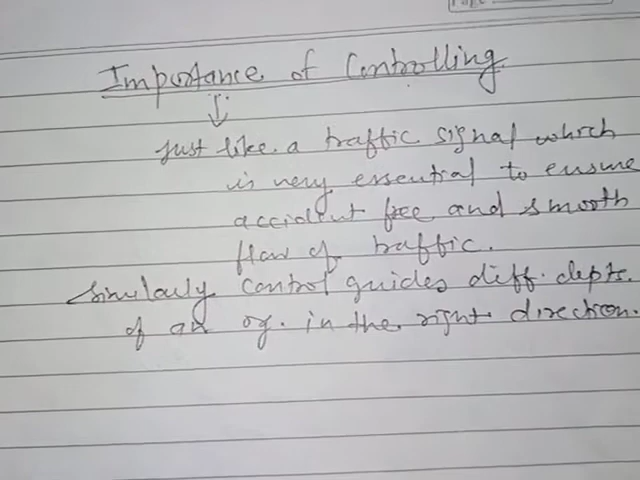 Importance of Controlling
Just like a traffic signal which
is very essential to ensure
accident free and smooth
flow of traffic.
Similarly control guides diff. depts.
of an og. in the right direction.